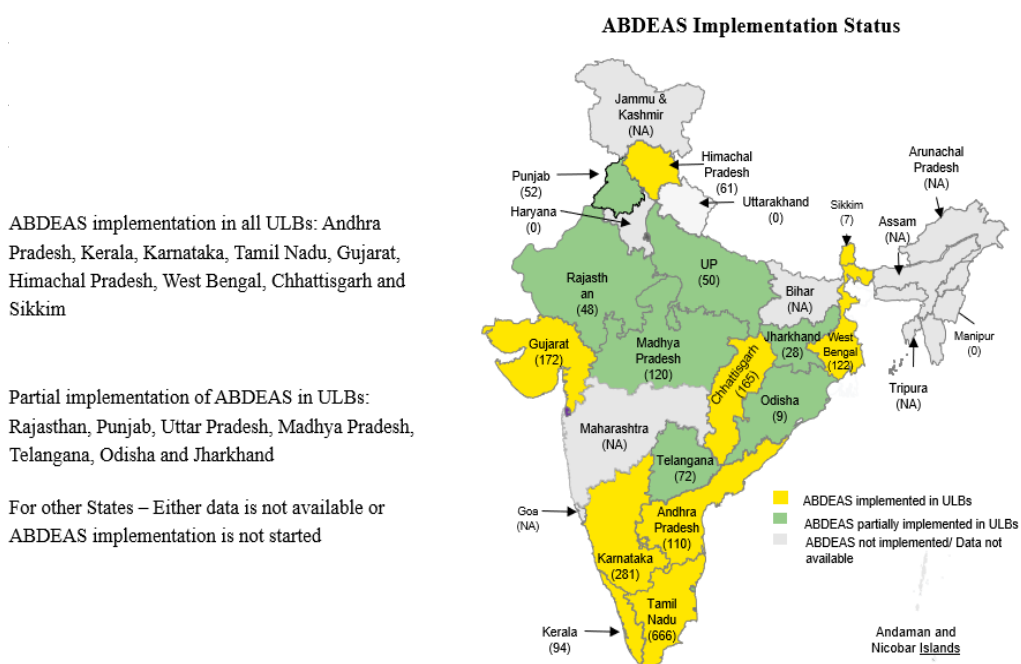 ABDEAS Implementation Status
ABDEAS implementation in all ULBs: Andhra
Pradesh, Kerala, Karnataka, Tamil Nadu, Gujarat,
Himachal Pradesh, West Bengal, Chhattisgarh and
Sikkim
Partial implementation of ABDEAS in ULBs:
Rajasthan, Punjab, Uttar Pradesh, Madhya Pradesh,
Telangana, Odisha and Jharkhand
For other States – Either data is not available or
ABDEAS implementation is not started
Jammu &
Kashmir
(NA)
Himachal
Pradesh
(61)
Punjab
(52)
Haryana
(0)
Uttarakhand
(0)
Arunachal
Pradesh
(NA)
Sikkim
(7)
Assam
(NA)
Rajasth
an
(48)
UP
(50)
Bihar
(NA)
Manipur
(0)
Tripura
(NA)
Gujarat
(172)
Madhya
Pradesh
(120)
Jharkhand
(28)
West
Bengal
(122)
Chhattisgarh
(165)
Odisha
(9)
Maharashtra
(NA)
Telangana
(72)
Goa
(NA)
Andhra
Pradesh
(110)
Karnataka
(281)
Tamil
Nadu
(666)
Kerala
(94)
ABDEAS implemented in ULBs
ABDEAS partially implemented in ULBs
ABDEAS not implemented/ Data not
available
Andaman and
Nicobar Islands